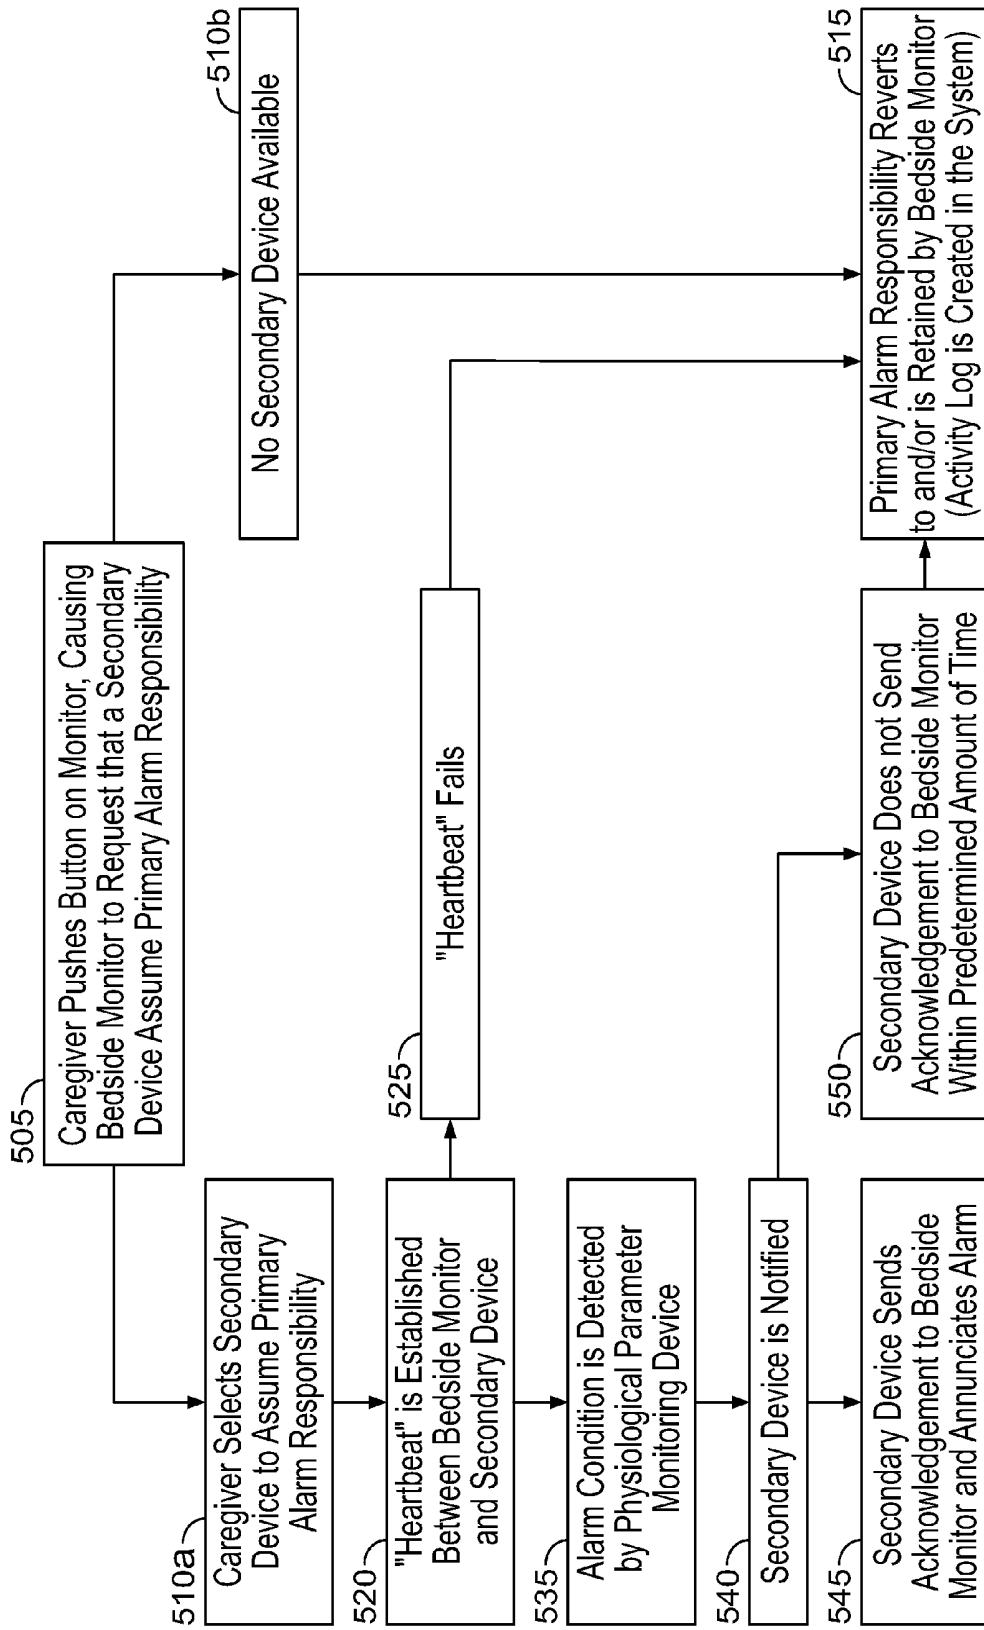 505
Caregiver Pushes Button on Monitor, Causing
Bedside Monitor to Request that a Secondary
Device Assume Primary Alarm Responsibility
510a
Caregiver Selects Secondary
Device to Assume Primary
Alarm Responsibility
510b
No Secondary Device Available
520
"Heartbeat" is Established
Between Bedside Monitor
and Secondary Device
525
"Heartbeat" Fails
535
Alarm Condition is Detected
by Physiological Parameter
Monitoring Device
540
Secondary Device is Notified
545
Secondary Device Sends
Acknowledgement to Bedside
Monitor and Annunciates Alarm
550
Secondary Device Does not Send
Acknowledgement to Bedside Monitor
Within Predetermined Amount of Time
515
Primary Alarm Responsibility Reverts
to and/or is Retained by Bedside Monitor
(Activity Log is Created in the System)